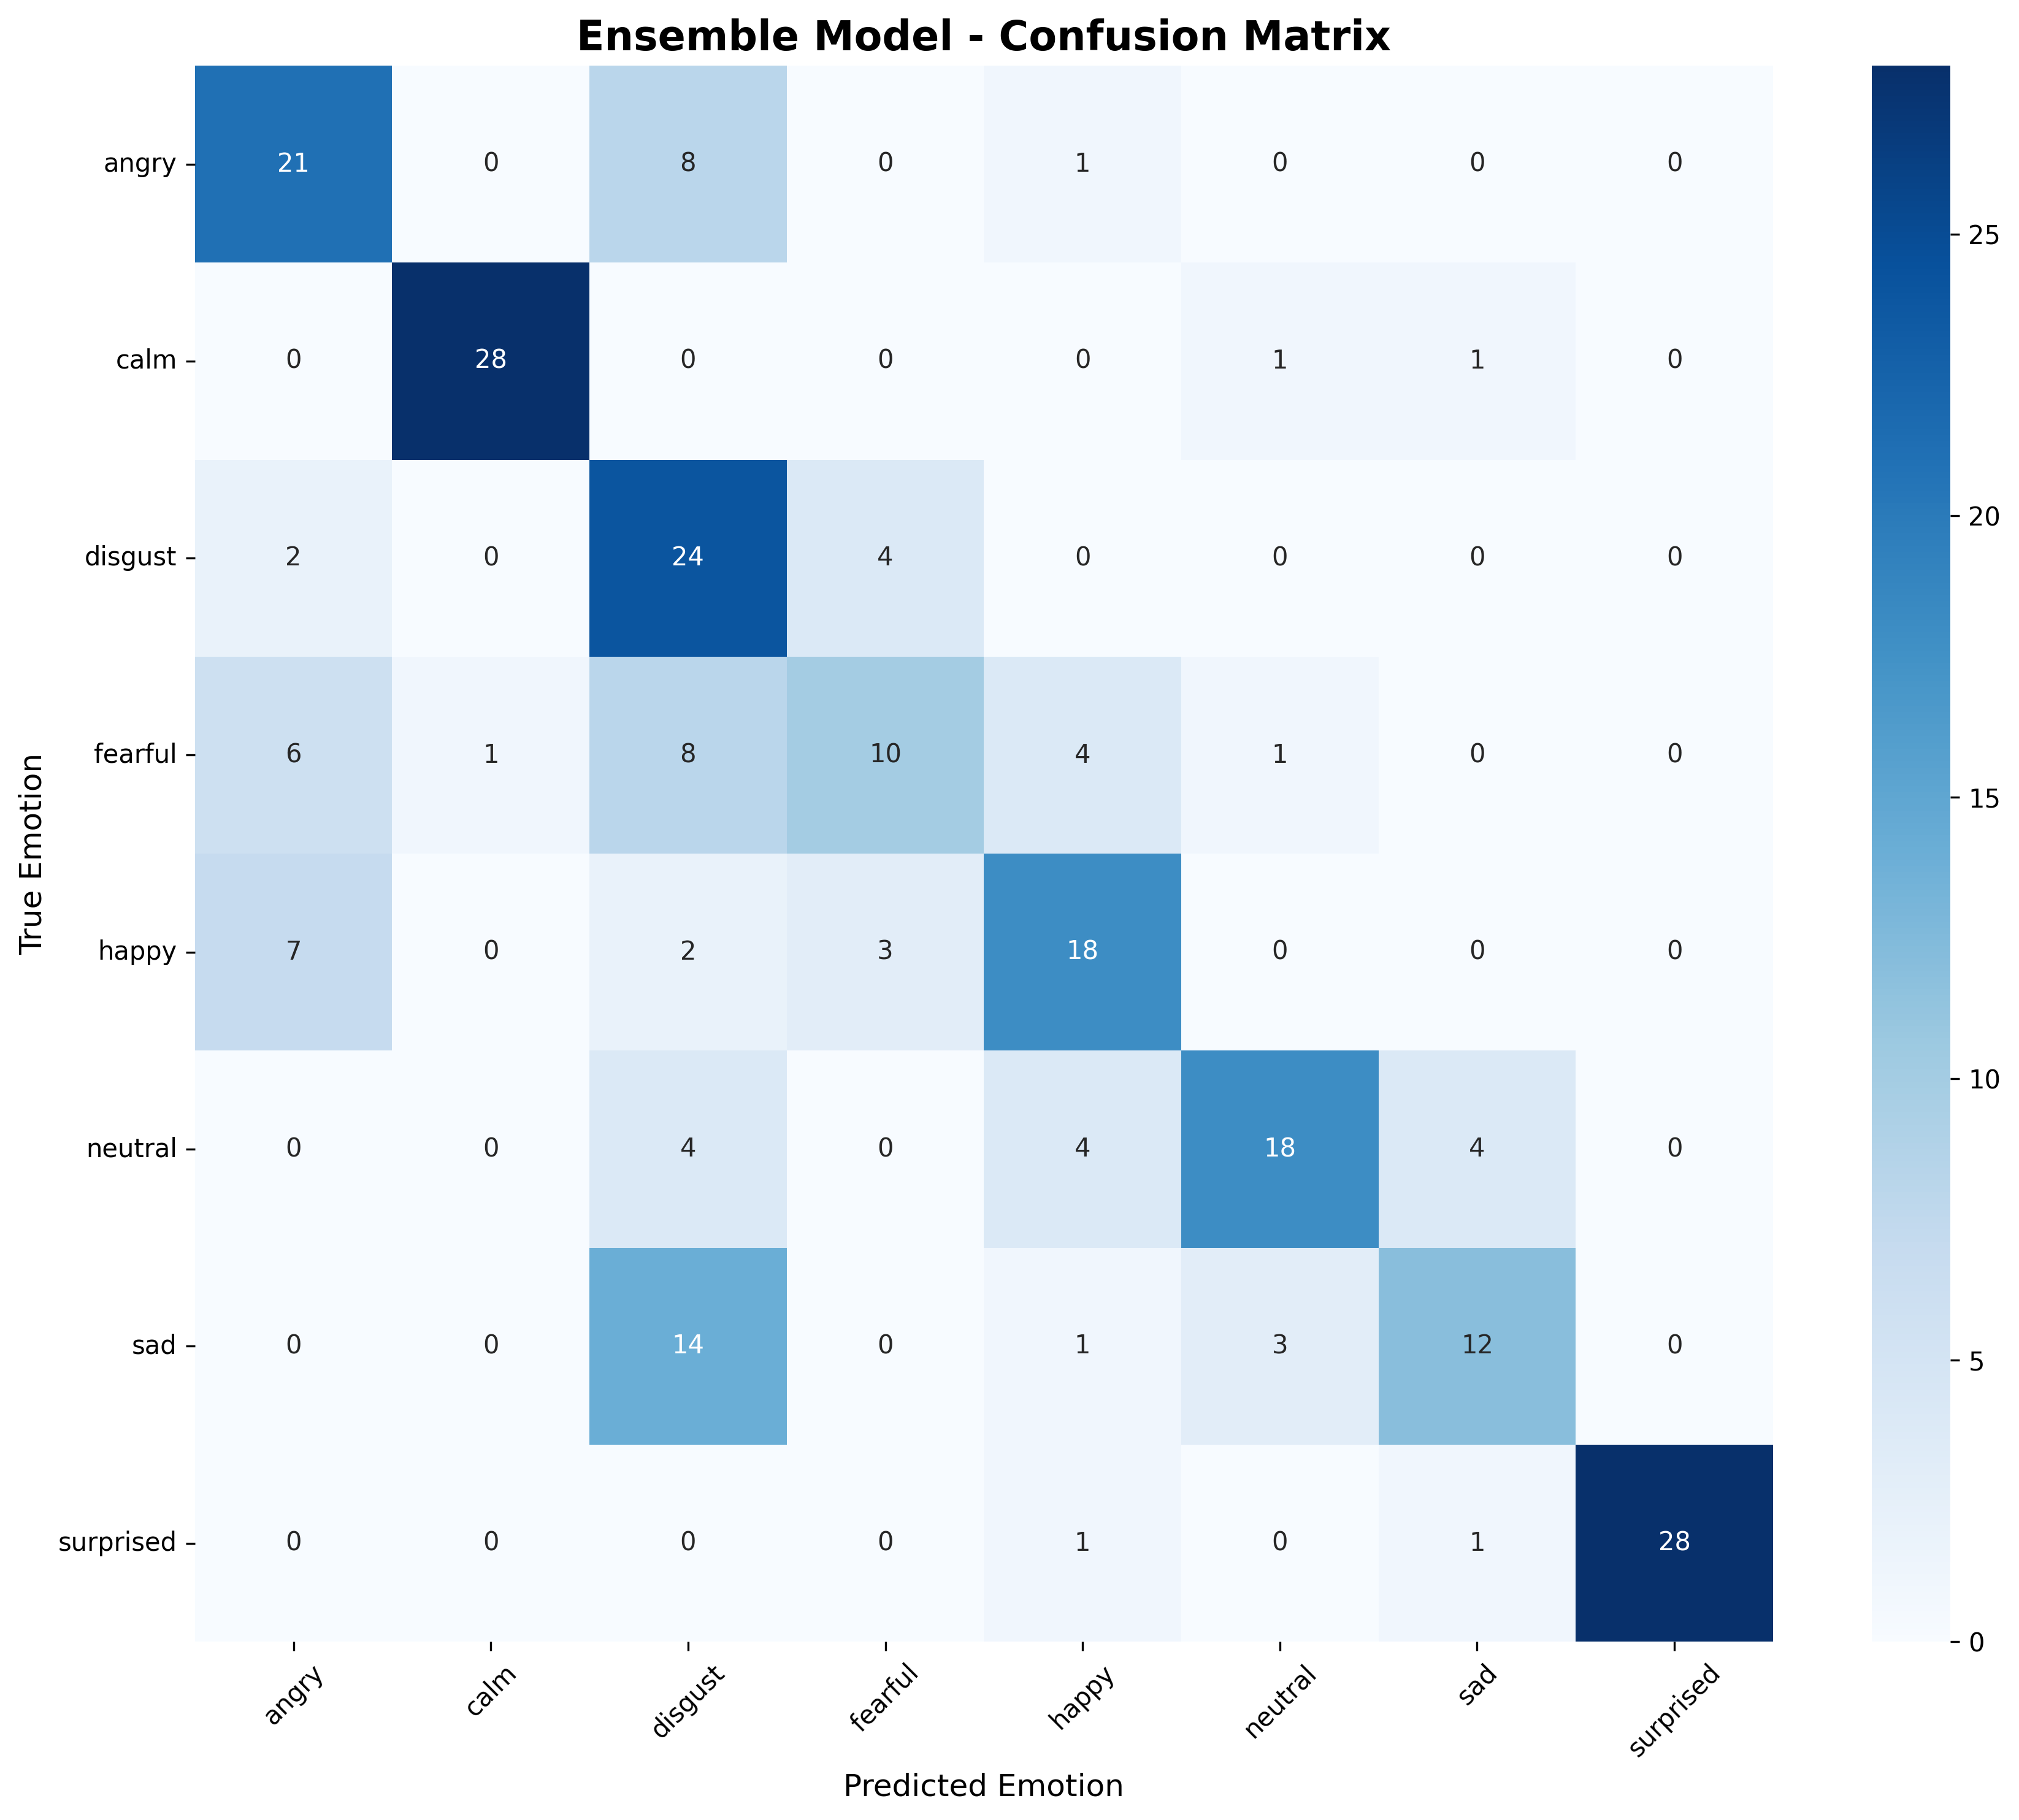 Ensemble Model - Confusion Matrix
angry 21 0 8 0 1 0 0 0
calm 0 28 0 0 0 1 1 0
disgust 2 0 24 4 0 0 0 0
fearful 6 1 8 10 4 1 0 0
happy 7 0 2 3 18 0 0 0
neutral 0 0 4 0 4 18 4 0
sad 0 0 14 0 1 3 12 0
surprised 0 0 0 0 1 0 1 28
angry calm disgust fearful happy neutral sad surprised
Predicted Emotion
True Emotion
25
20
15
10
5
0